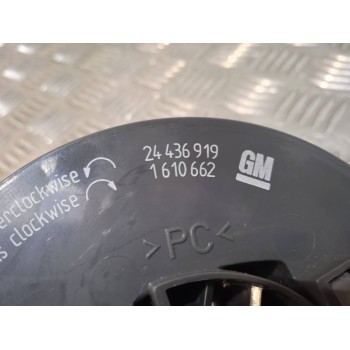 24 436 919
1 610 662
GM
erclockwise
s clockwise
>PC<